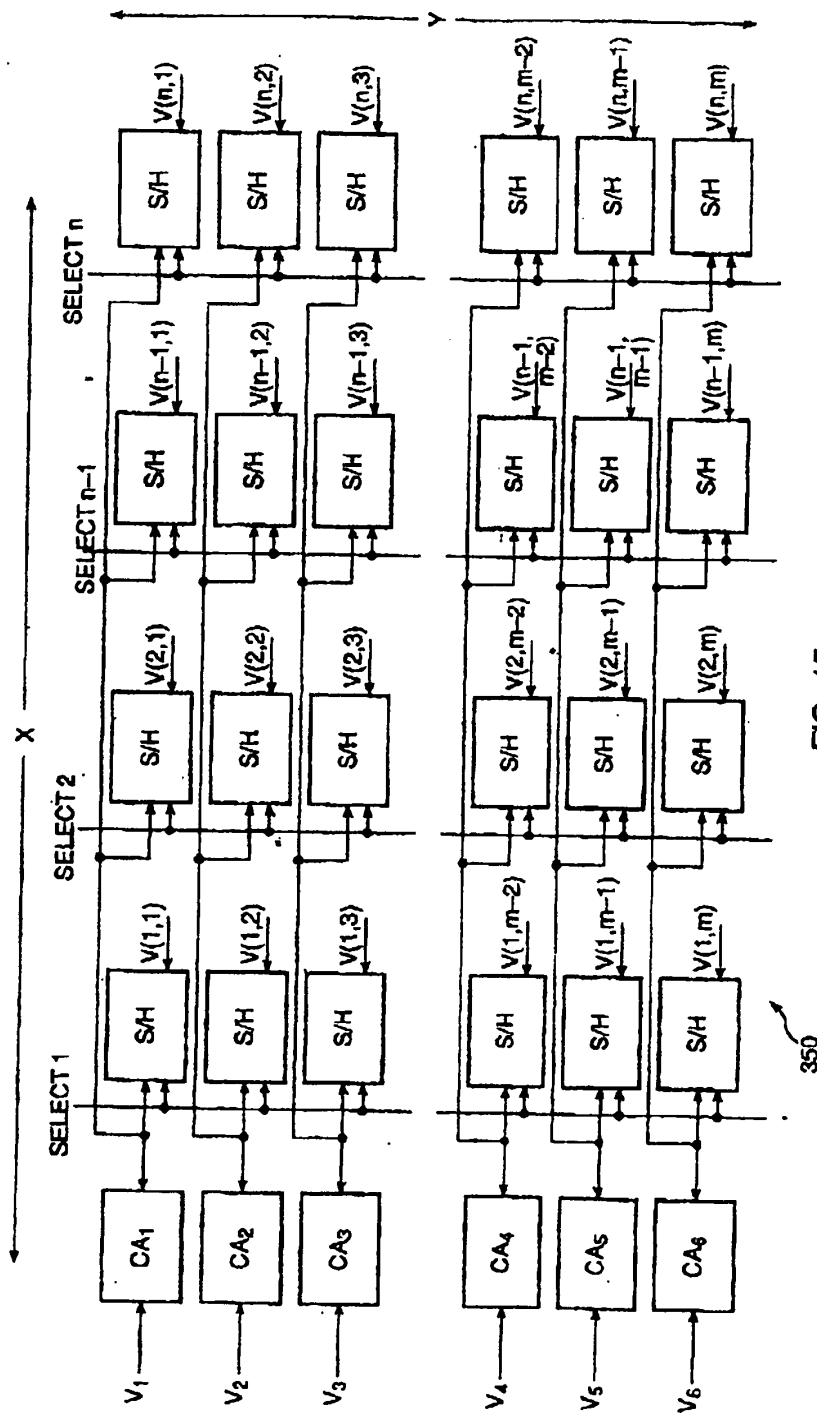 X
Y
SELECT 1
SELECT 2
SELECT n-1
SELECT n
V1
CA1
S/H
V(1,1)
S/H
V(2,1)
S/H
V(n-1,1)
S/H
V(n,1)
V2
CA2
S/H
V(1,2)
S/H
V(2,2)
S/H
V(n-1,2)
S/H
V(n,2)
V3
CA3
S/H
V(1,3)
S/H
V(2,3)
S/H
V(n-1,3)
S/H
V(n,3)
V4
CA4
S/H
V(1,m-2)
S/H
V(2,m-2)
S/H
V(n-1,
m-2)
S/H
V(n,m-2)
V5
CA5
S/H
V(1,m-1)
S/H
V(2,m-1)
S/H
V(n-1,
m-1)
S/H
V(n,m-1)
V6
CA6
S/H
V(1,m)
S/H
V(2,m)
S/H
V(n-1,m)
S/H
V(n,m)
350